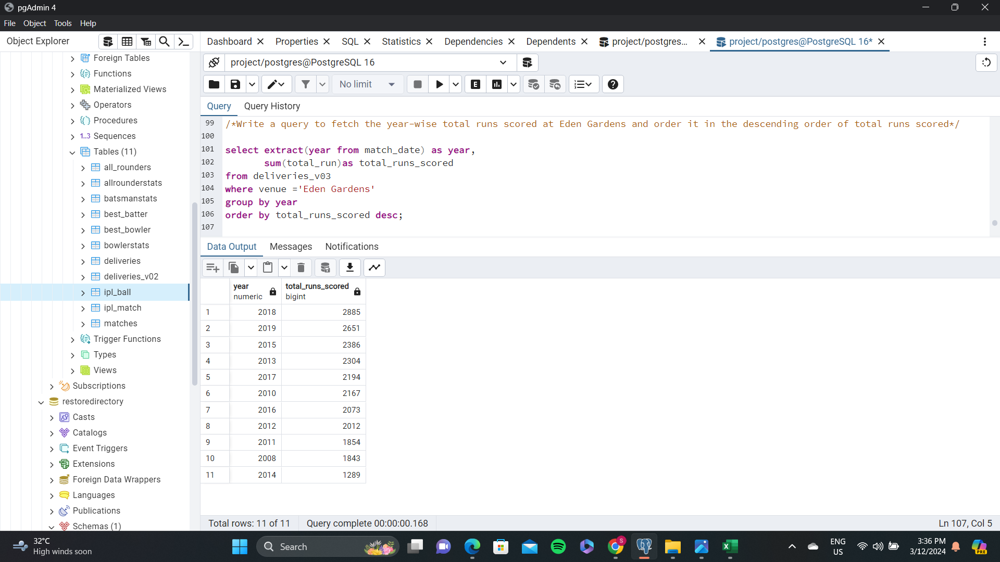 pgAdmin 4
File Object Tools Help
Object Explorer
Dashboard Properties SQL Statistics Dependencies Dependents project/postgres... project/postgres@PostgreSQL 16*
project/postgres@PostgreSQL 16
No limit
E
Query Query History
Foreign Tables
Functions
Materialized Views
Operators
Procedures
1..3 Sequences
Tables (11)
all_rounders
allrounderstats
batsmanstats
best_batter
best_bowler
bowlerstats
deliveries
deliveries_v02
ipl_ball
ipl_match
matches
Trigger Functions
Types
Views
Subscriptions
restoredirectory
Casts
Catalogs
Event Triggers
Extensions
Foreign Data Wrappers
Languages
Publications
Schemas (1)
99 /*Write a query to fetch the year-wise total runs scored at Eden Gardens and order it in the descending order of total runs scored*/
100
101 select extract(year from match_date) as year,
102 sum(total_run)as total_runs_scored
103 from deliveries_v03
104 where venue ='Eden Gardens'
105 group by year
106 order by total_runs_scored desc;
107
Data Output Messages Notifications
year numeric total_runs_scored bigint
1 2018 2885
2 2019 2651
3 2015 2386
4 2013 2304
5 2017 2194
6 2010 2167
7 2016 2073
8 2012 2012
9 2011 1854
10 2008 1843
11 2014 1289
Total rows: 11 of 11 Query complete 00:00:00.168 Ln 107, Col 5
32°C
High winds soon
Search
S
ENG
US
3:36 PM
3/12/2024
PRE